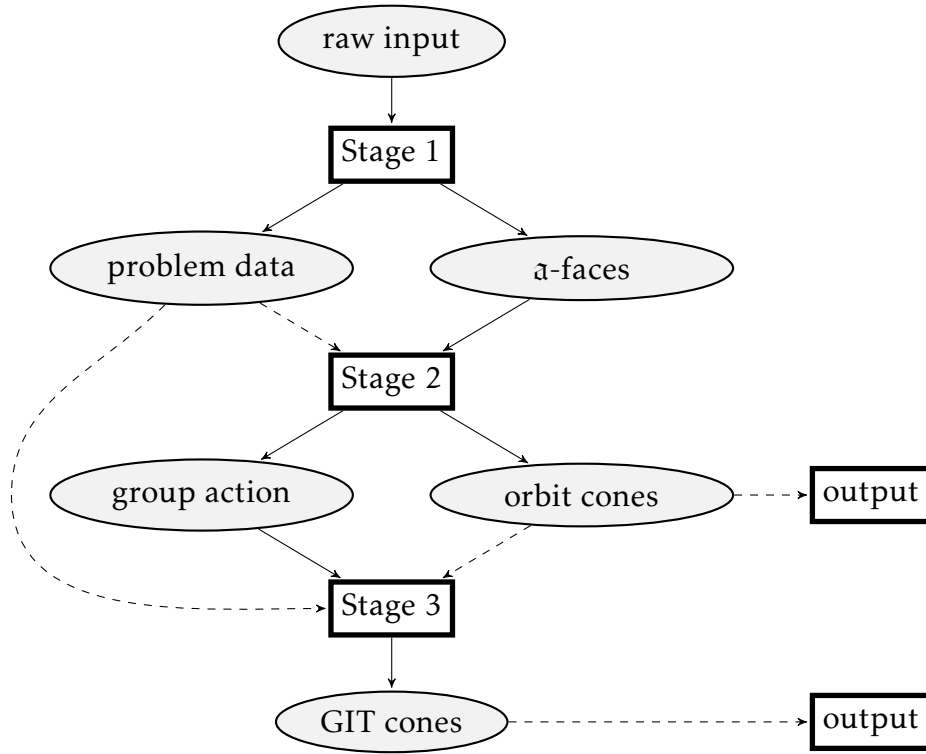 raw input
Stage 1
problem data
𝔞-faces
Stage 2
group action
orbit cones
output
Stage 3
GIT cones
output